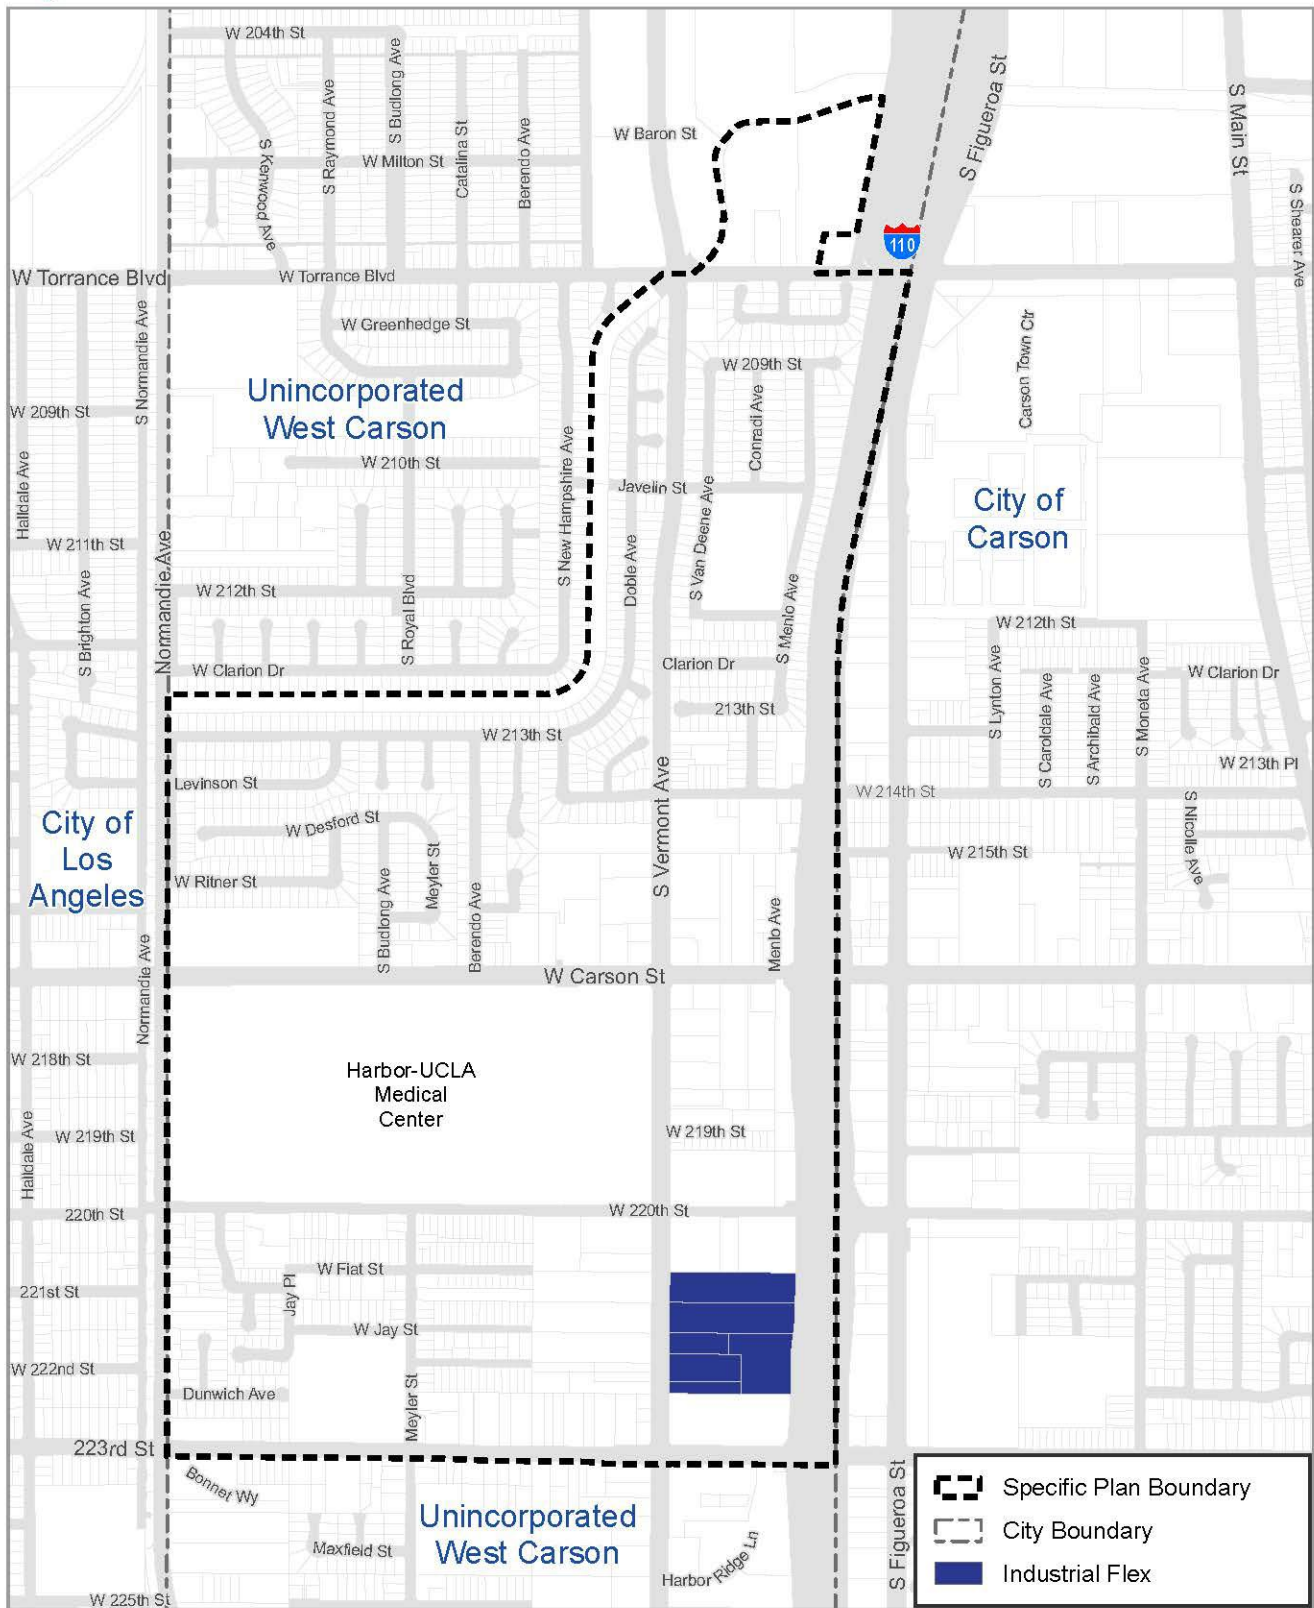 W 204th St
S Kenwood Ave
S Raymond Ave
S Budlong Ave
Catalina St
Berendo Ave
W Milton St
W Baron St
S Figueroa St
S Main St
S Shearer Ave
110
W Torrance Blvd
W Torrance Blvd
S Normandie Ave
W Greenhedge St
W 209th St
Conradi Ave
Carson Town Ctr
Unincorporated
West Carson
W 209th St
Halldale Ave
W 210th St
S New Hampshire Ave
Javelin St
S Van Deene Ave
Doble Ave
City of
Carson
W 211th St
Normandie Ave
S Brighton Ave
W 212th St
S Royal Blvd
S Menlo Ave
W Clarion Dr
Clarion Dr
213th St
W 212th St
S Lynton Ave
S Caroldale Ave
S Archibald Ave
S Moneta Ave
W Clarion Dr
W 213th St
W 213th Pl
Levinson St
S Vermont Ave
W 214th St
S Nicolle Ave
City of
Los
Angeles
W Desford St
Meyler St
W Ritner St
S Budlong Ave
Berendo Ave
W 215th St
Menlo Ave
Normandie Ave
W Carson St
W 218th St
Harbor-UCLA
Medical
Center
Halldale Ave
W 219th St
W 219th St
220th St
W 220th St
W Fiat St
Jay Pl
221st St
W Jay St
W 222nd St
Dunwich Ave
Meyler St
223rd St
Bonnet Wy
Unincorporated
West Carson
Maxfield St
Harbor Ridge Ln
S Figueroa St
W 225th St
Specific Plan Boundary
City Boundary
Industrial Flex